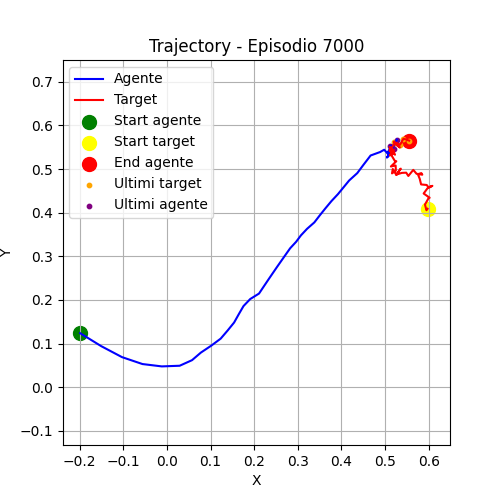 Trajectory - Episodio 7000
Agente
Target
Start agente
Start target
End agente
Ultimi target
Ultimi agente
Y
0.7
0.6
0.5
0.4
0.3
0.2
0.1
0.0
−0.1
−0.2 −0.1 0.0 0.1 0.2 0.3 0.4 0.5 0.6
X